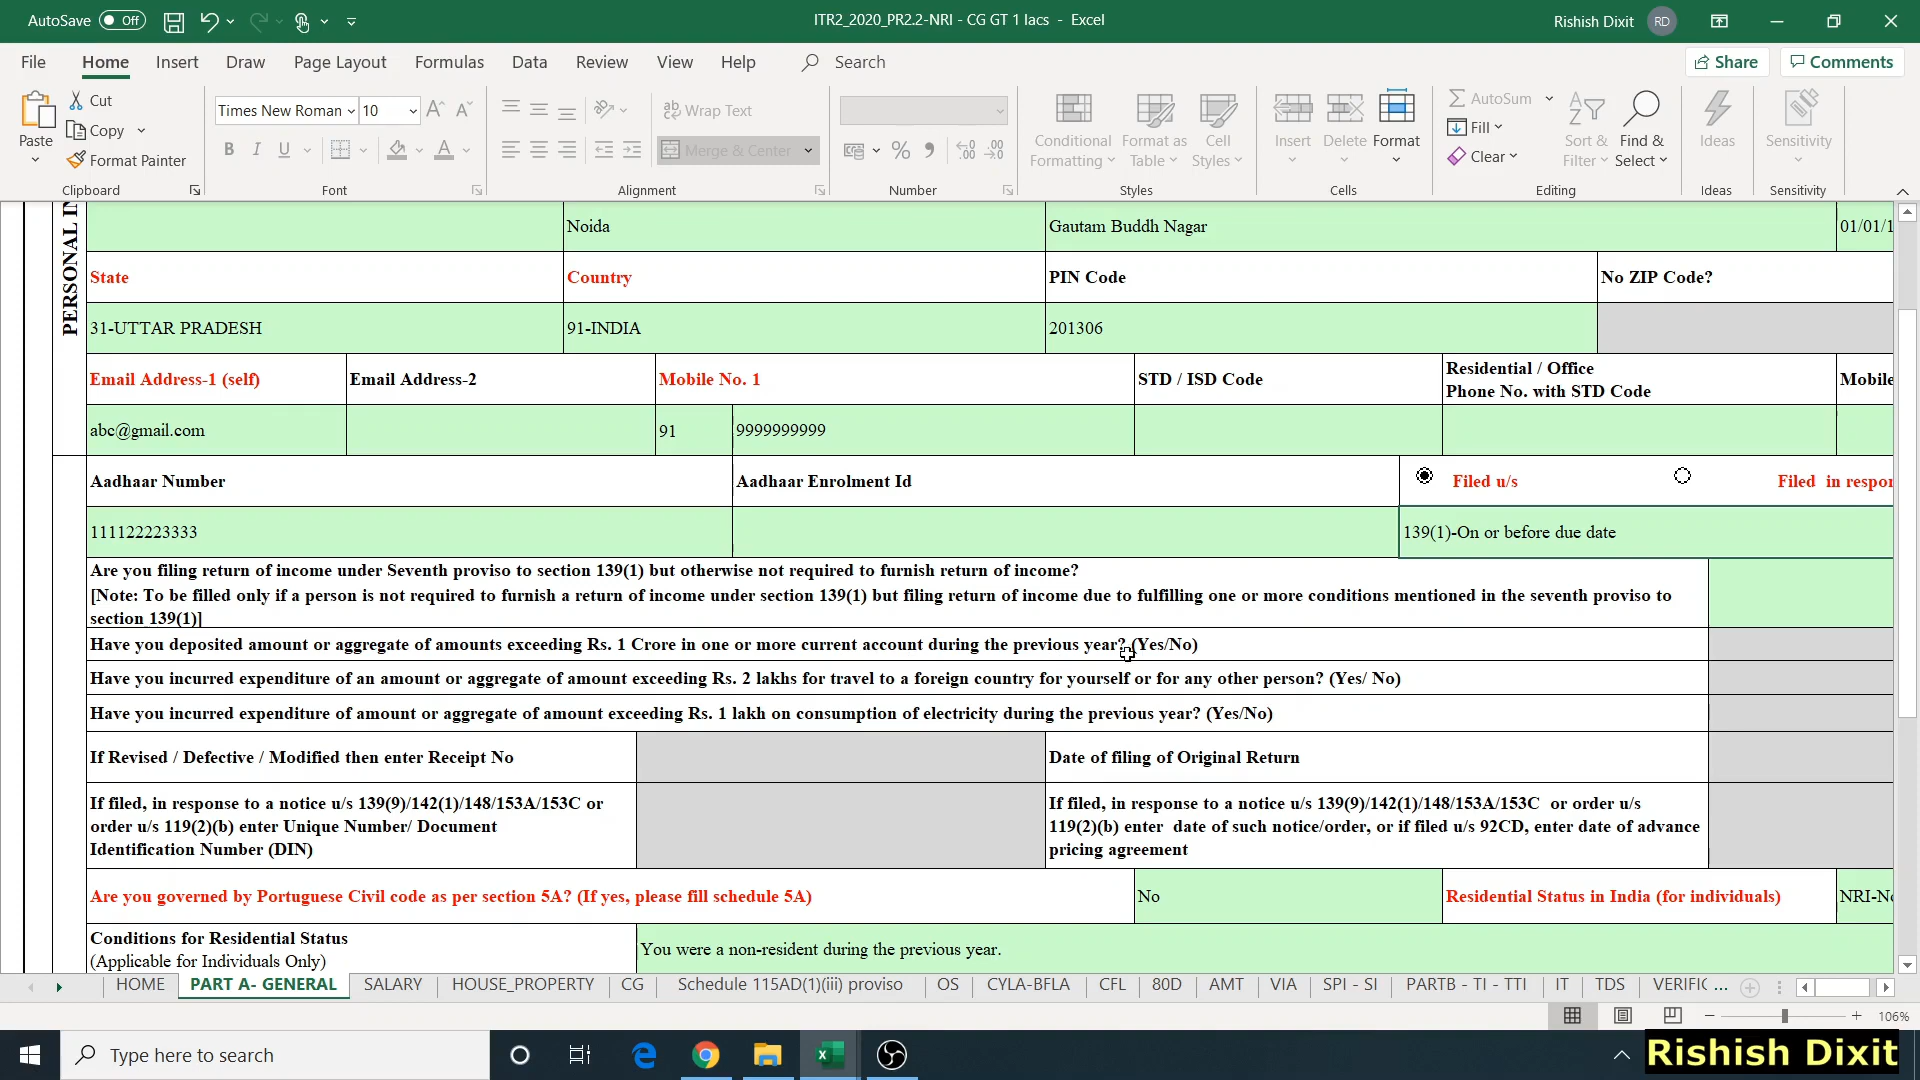 AutoSave Off
ITR2_2020_PR2.2-NRI - CG GT 1 lacs - Excel
Rishish Dixit RD
File Home Insert Draw Page Layout Formulas Data Review View Help Search
Share Comments
Paste
Cut
Copy
Format Painter
Clipboard
Times New Roman 10
B I U A
Font
Wrap Text
Merge & Center
Alignment
%
Number
Conditional Formatting
Format as Table
Cell Styles
Styles
Insert Delete Format
Cells
AutoSum
Fill
Clear
Sort & Filter
Find & Select
Editing
Ideas
Ideas
Sensitivity
Sensitivity
PERSONAL IN
Noida Gautam Buddh Nagar 01/01/1
State Country PIN Code No ZIP Code?
31-UTTAR PRADESH 91-INDIA 201306
Email Address-1 (self) Email Address-2 Mobile No. 1 STD / ISD Code
Residential / Office
Phone No. with STD Code
Mobile
abc@gmail.com 91 9999999999
Aadhaar Number Aadhaar Enrolment Id Filed u/s Filed in respon
111122223333 139(1)-On or before due date
Are you filing return of income under Seventh proviso to section 139(1) but otherwise not required to furnish return of income?
[Note: To be filled only if a person is not required to furnish a return of income under section 139(1) but filing return of income due to fulfilling one or more conditions mentioned in the seventh proviso to
section 139(1)]
Have you deposited amount or aggregate of amounts exceeding Rs. 1 Crore in one or more current account during the previous year? (Yes/No)
Have you incurred expenditure of an amount or aggregate of amount exceeding Rs. 2 lakhs for travel to a foreign country for yourself or for any other person? (Yes/ No)
Have you incurred expenditure of amount or aggregate of amount exceeding Rs. 1 lakh on consumption of electricity during the previous year? (Yes/No)
If Revised / Defective / Modified then enter Receipt No Date of filing of Original Return
If filed, in response to a notice u/s 139(9)/142(1)/148/153A/153C or
order u/s 119(2)(b) enter Unique Number/ Document
Identification Number (DIN)
If filed, in response to a notice u/s 139(9)/142(1)/148/153A/153C or order u/s
119(2)(b) enter date of such notice/order, or if filed u/s 92CD, enter date of advance
pricing agreement
Are you governed by Portuguese Civil code as per section 5A? (If yes, please fill schedule 5A) No Residential Status in India (for individuals) NRI-No
Conditions for Residential Status
(Applicable for Individuals Only)
You were a non-resident during the previous year.
HOME PART A- GENERAL SALARY HOUSE_PROPERTY CG Schedule 115AD(1)(iii) proviso OS CYLA-BFLA CFL 80D AMT VIA SPI - SI PARTB - TI - TTI IT TDS VERIFIC ...
106%
Type here to search
Rishish Dixit